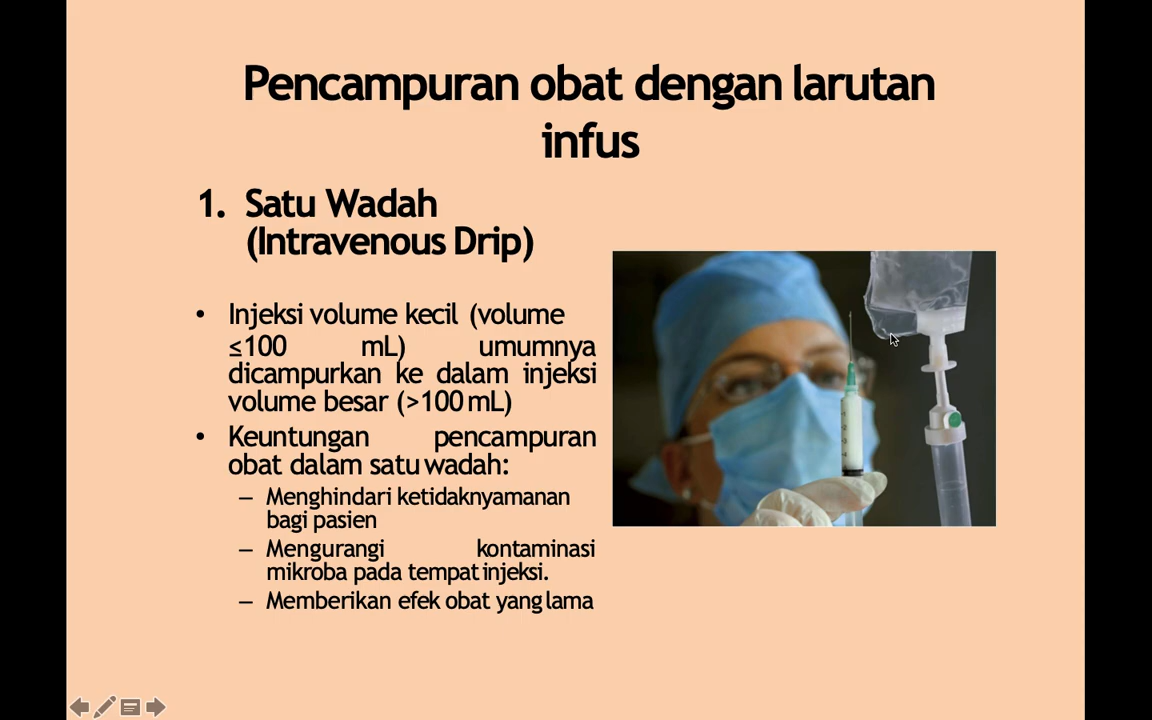 Pencampuran obat dengan larutan
infus
1. Satu Wadah
(Intravenous Drip)
• Injeksi volume kecil (volume
≤100 mL) umumnya
dicampurkan ke dalam injeksi
volume besar (>100 mL)
• Keuntungan pencampuran
obat dalam satu wadah:
– Menghindari ketidaknyamanan
bagi pasien
– Mengurangi kontaminasi
mikroba pada tempat injeksi.
– Memberikan efek obat yang lama